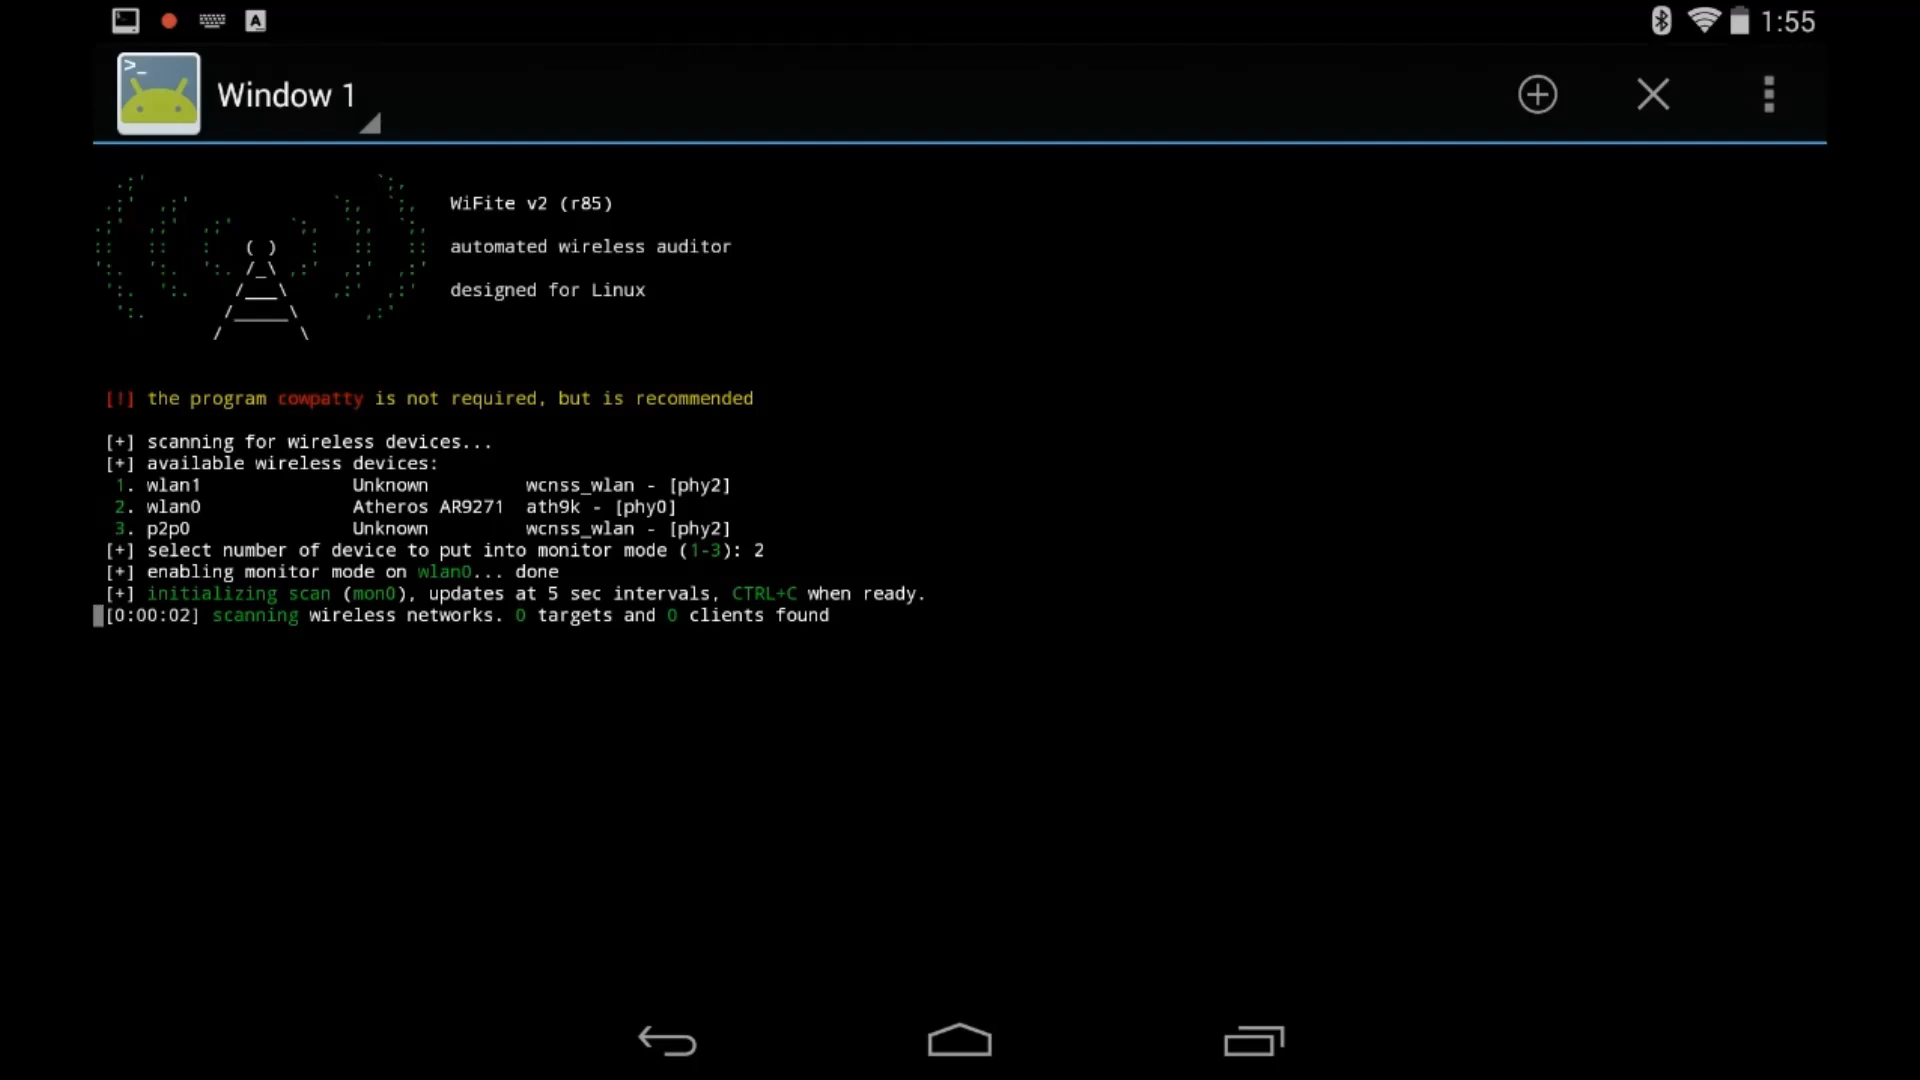 1:55
Window 1
WiFite v2 (r85)
automated wireless auditor
designed for Linux
[!] the program cowpatty is not required, but is recommended
[+] scanning for wireless devices...
[+] available wireless devices:
1. wlan1 Unknown wcnss_wlan - [phy2]
2. wlan0 Atheros AR9271 ath9k - [phy0]
3. p2p0 Unknown wcnss_wlan - [phy2]
[+] select number of device to put into monitor mode (1-3): 2
[+] enabling monitor mode on wlan0... done
[+] initializing scan (mon0), updates at 5 sec intervals, CTRL+C when ready.
[0:00:02] scanning wireless networks. 0 targets and 0 clients found